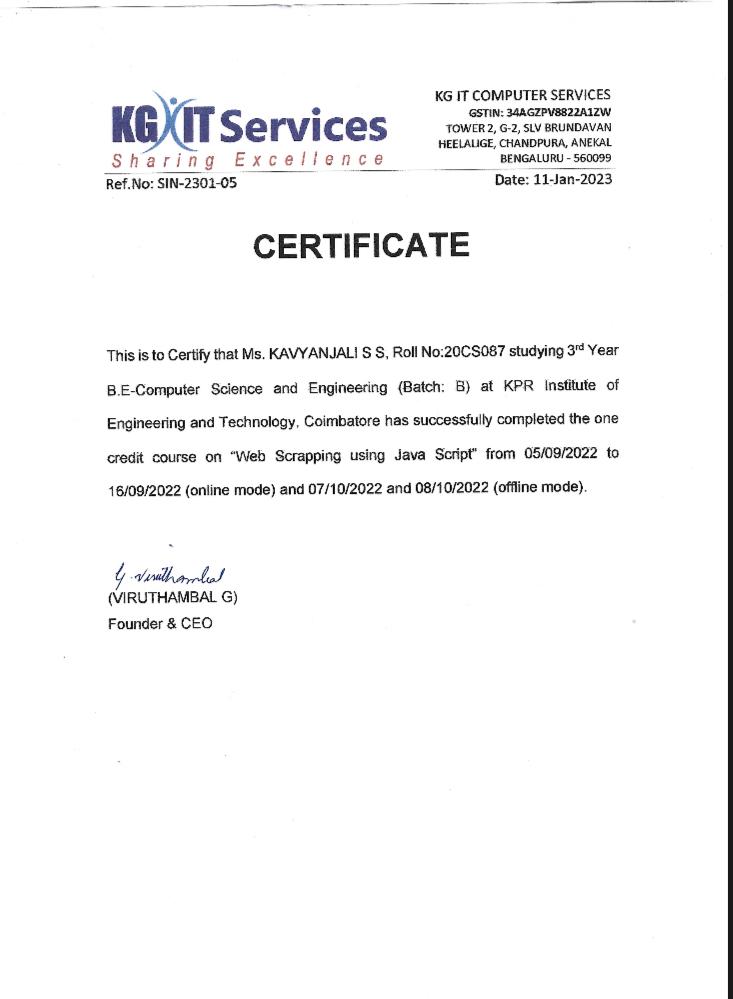 KG IT Services
Sharing Excellence
KG IT COMPUTER SERVICES
GSTIN: 34AGZPV8822A1ZW
TOWER 2, G-2, SLV BRUNDAVAN
HEELALIGE, CHANDPURA, ANEKAL
BENGALURU - 560099
Ref.No: SIN-2301-05
Date: 11-Jan-2023
CERTIFICATE
This is to Certify that Ms. KAVYANJALI S S, Roll No:20CS087 studying 3rd Year
B.E-Computer Science and Engineering (Batch: B) at KPR Institute of
Engineering and Technology, Coimbatore has successfully completed the one
credit course on "Web Scrapping using Java Script" from 05/09/2022 to
16/09/2022 (online mode) and 07/10/2022 and 08/10/2022 (offline mode).
G. Viruthambal
(VIRUTHAMBAL G)
Founder & CEO